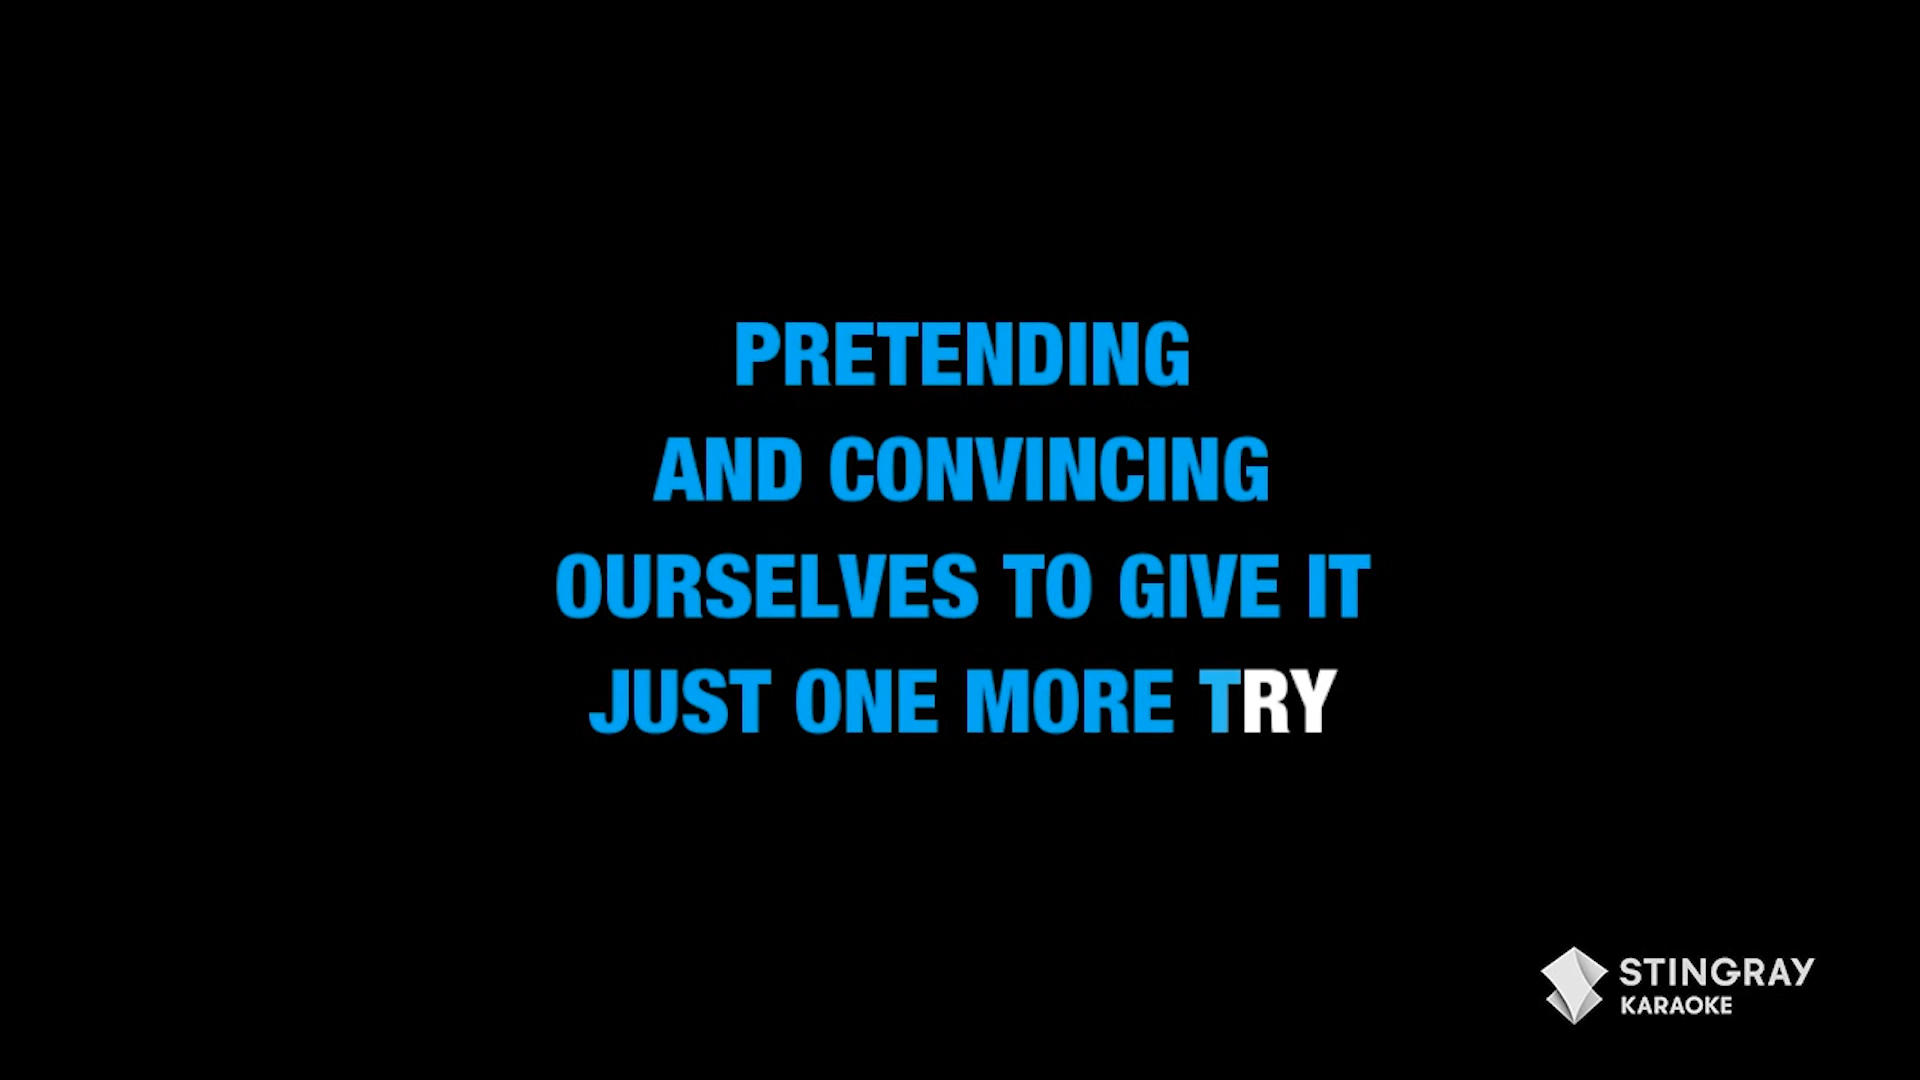 PRETENDING
AND CONVINCING
OURSELVES TO GIVE IT
JUST ONE MORE TRY
STINGRAY
KARAOKE